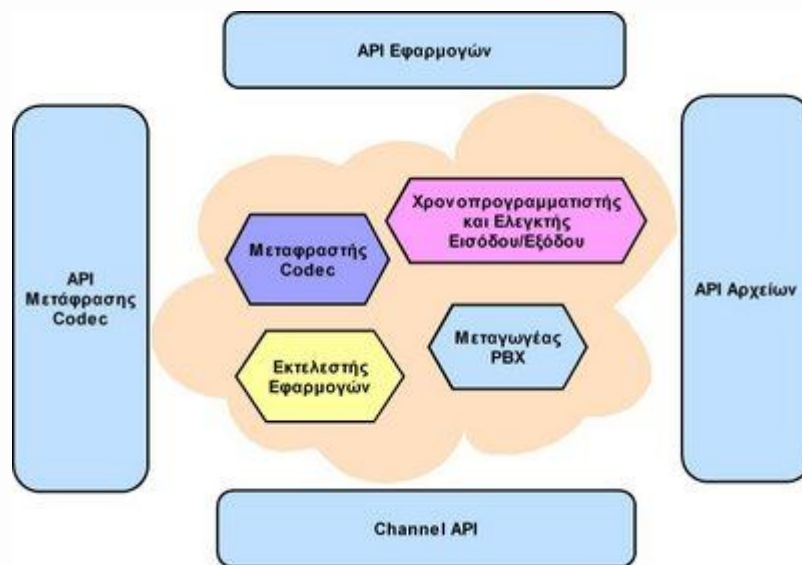 API Εφαρμογών
Χρονοπρογραμματιστής
και Ελεγκτής
Εισόδου/Εξόδου
Μεταφραστής
Codec
API
Μετάφρασης
Codec
API Αρχείων
Μεταγωγέας
PBX
Εκτελεστής
Εφαρμογών
Channel API